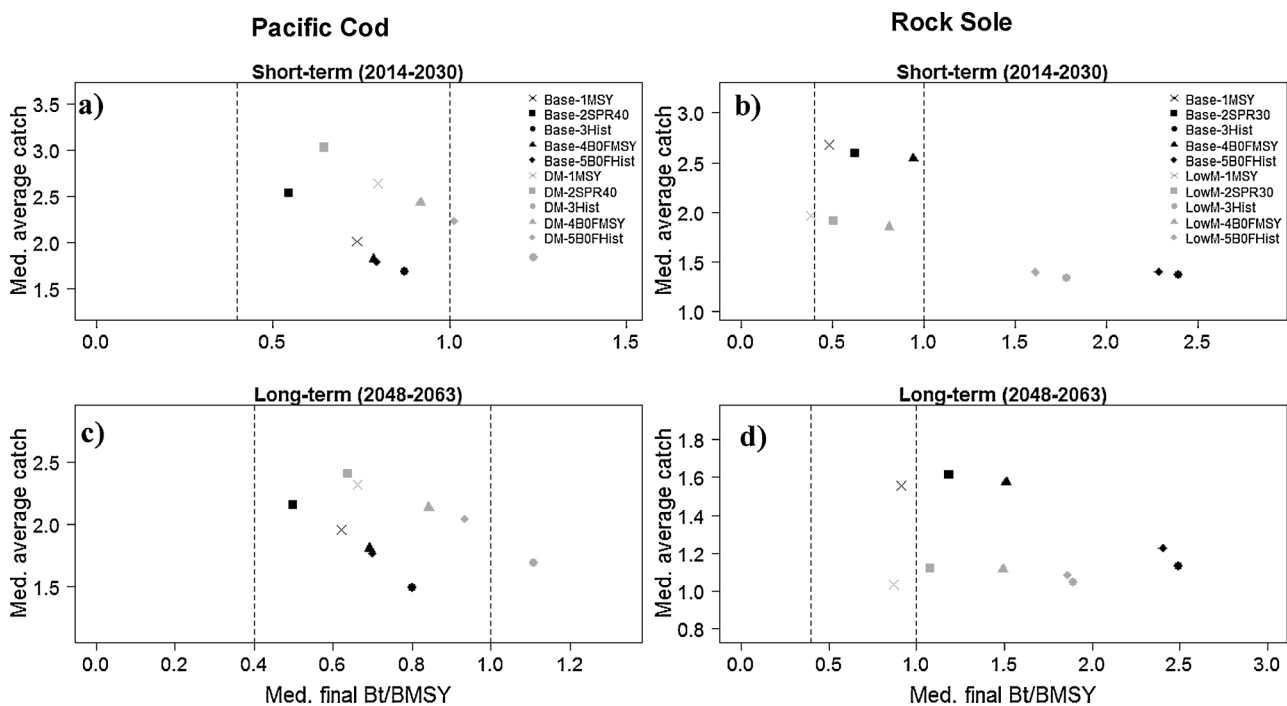 Pacific Cod
Rock Sole
Short-term (2014-2030)
a)
Med. average catch
3.5
3.0
2.5
2.0
1.5
0.0
0.5
1.0
1.5
Base-1MSY
Base-2SPR40
Base-3Hist
Base-4B0FMSY
Base-5B0FHist
DM-1MSY
DM-2SPR40
DM-3Hist
DM-4B0FMSY
DM-5B0FHist
Short-term (2014-2030)
b)
Med. average catch
3.0
2.5
2.0
1.5
1.0
0.0
0.5
1.0
1.5
2.0
2.5
Base-1MSY
Base-2SPR30
Base-3Hist
Base-4B0FMSY
Base-5B0FHist
LowM-1MSY
LowM-2SPR30
LowM-3Hist
LowM-4B0FMSY
LowM-5B0FHist
Long-term (2048-2063)
c)
Med. average catch
2.5
2.0
1.5
0.0
0.2
0.4
0.6
0.8
1.0
1.2
Med. final Bt/BMSY
Long-term (2048-2063)
d)
Med. average catch
1.8
1.6
1.4
1.2
1.0
0.8
0.0
0.5
1.0
1.5
2.0
2.5
3.0
Med. final Bt/BMSY